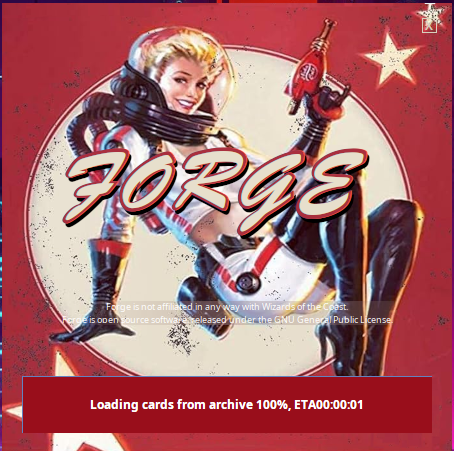 FORGE
Forge is not affiliated in any way with Wizards of the Coast.
Forge is open source software released under the GNU General Public License.
Loading cards from archive 100%, ETA00:00:01